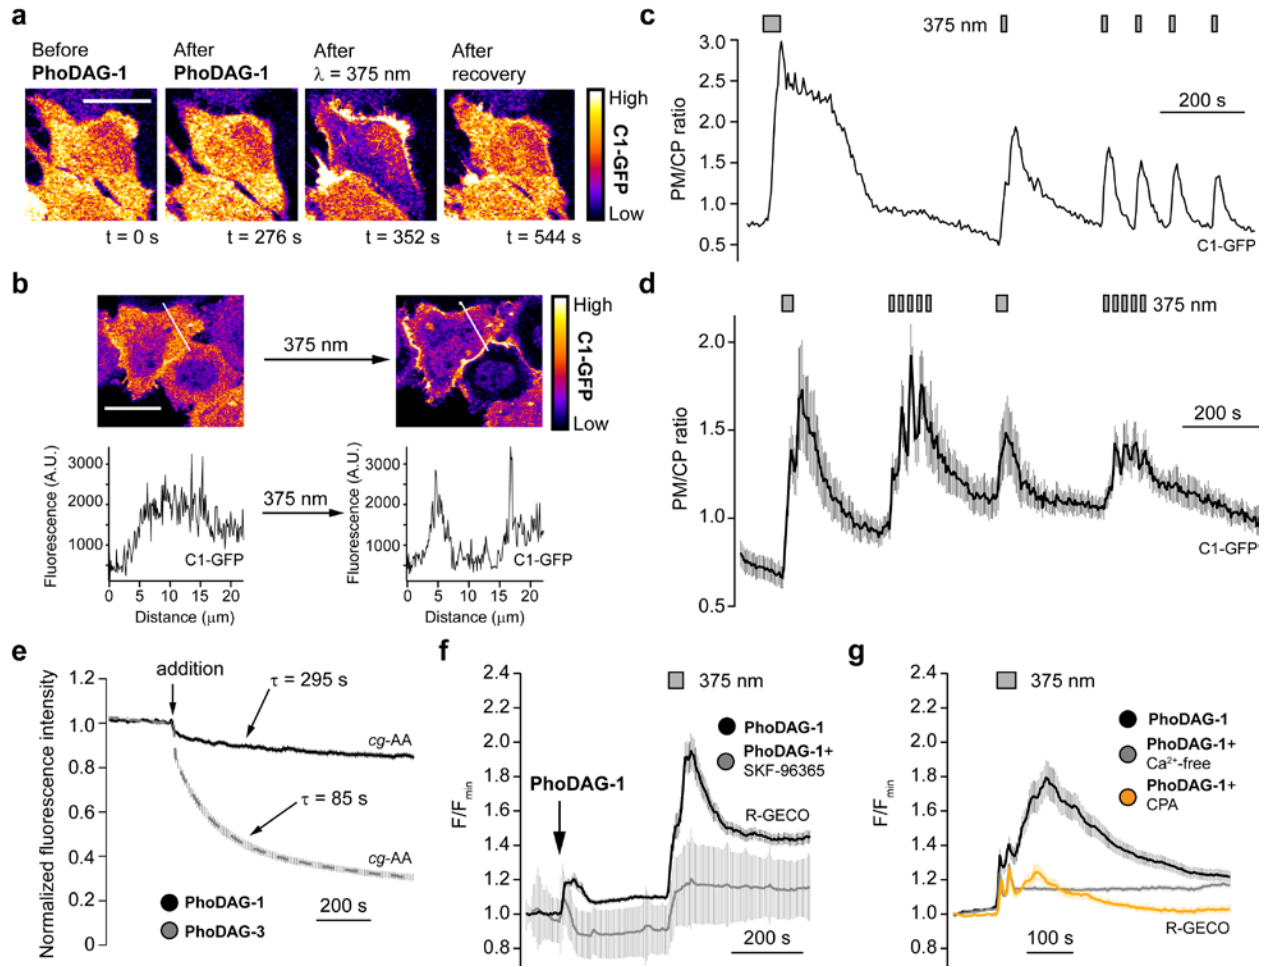 a
Before
PhoDAG-1
After
PhoDAG-1
After
λ = 375 nm
After
recovery
High
C1-GFP
Low
t = 0 s
t = 276 s
t = 352 s
t = 544 s
b
375 nm
High
C1-GFP
Low
Fluorescence (A.U.)
3000
2000
1000
C1-GFP
0 5 10 15 20
Distance (μm)
375 nm
Fluorescence (A.U.)
3000
2000
1000
C1-GFP
0 5 10 15 20
Distance (μm)
c
375 nm
PM/CP ratio
3.0
2.5
2.0
1.5
1.0
0.5
200 s
C1-GFP
d
375 nm
PM/CP ratio
2.0
1.5
1.0
0.5
200 s
C1-GFP
e
Normalized fluorescence intensity
1.2
1.0
0.8
0.6
0.4
0.2
0
addition
τ = 295 s
cg-AA
τ = 85 s
cg-AA
PhoDAG-1
PhoDAG-3
200 s
f
F/Fmin
2.4
2.2
2.0
1.8
1.6
1.4
1.2
1.0
0.8
375 nm
PhoDAG-1
PhoDAG-1+
SKF-96365
PhoDAG-1
R-GECO
200 s
g
F/Fmin
2.4
2.2
2.0
1.8
1.6
1.4
1.2
1.0
0.8
375 nm
PhoDAG-1
PhoDAG-1+
Ca²⁺-free
PhoDAG-1+
CPA
R-GECO
100 s